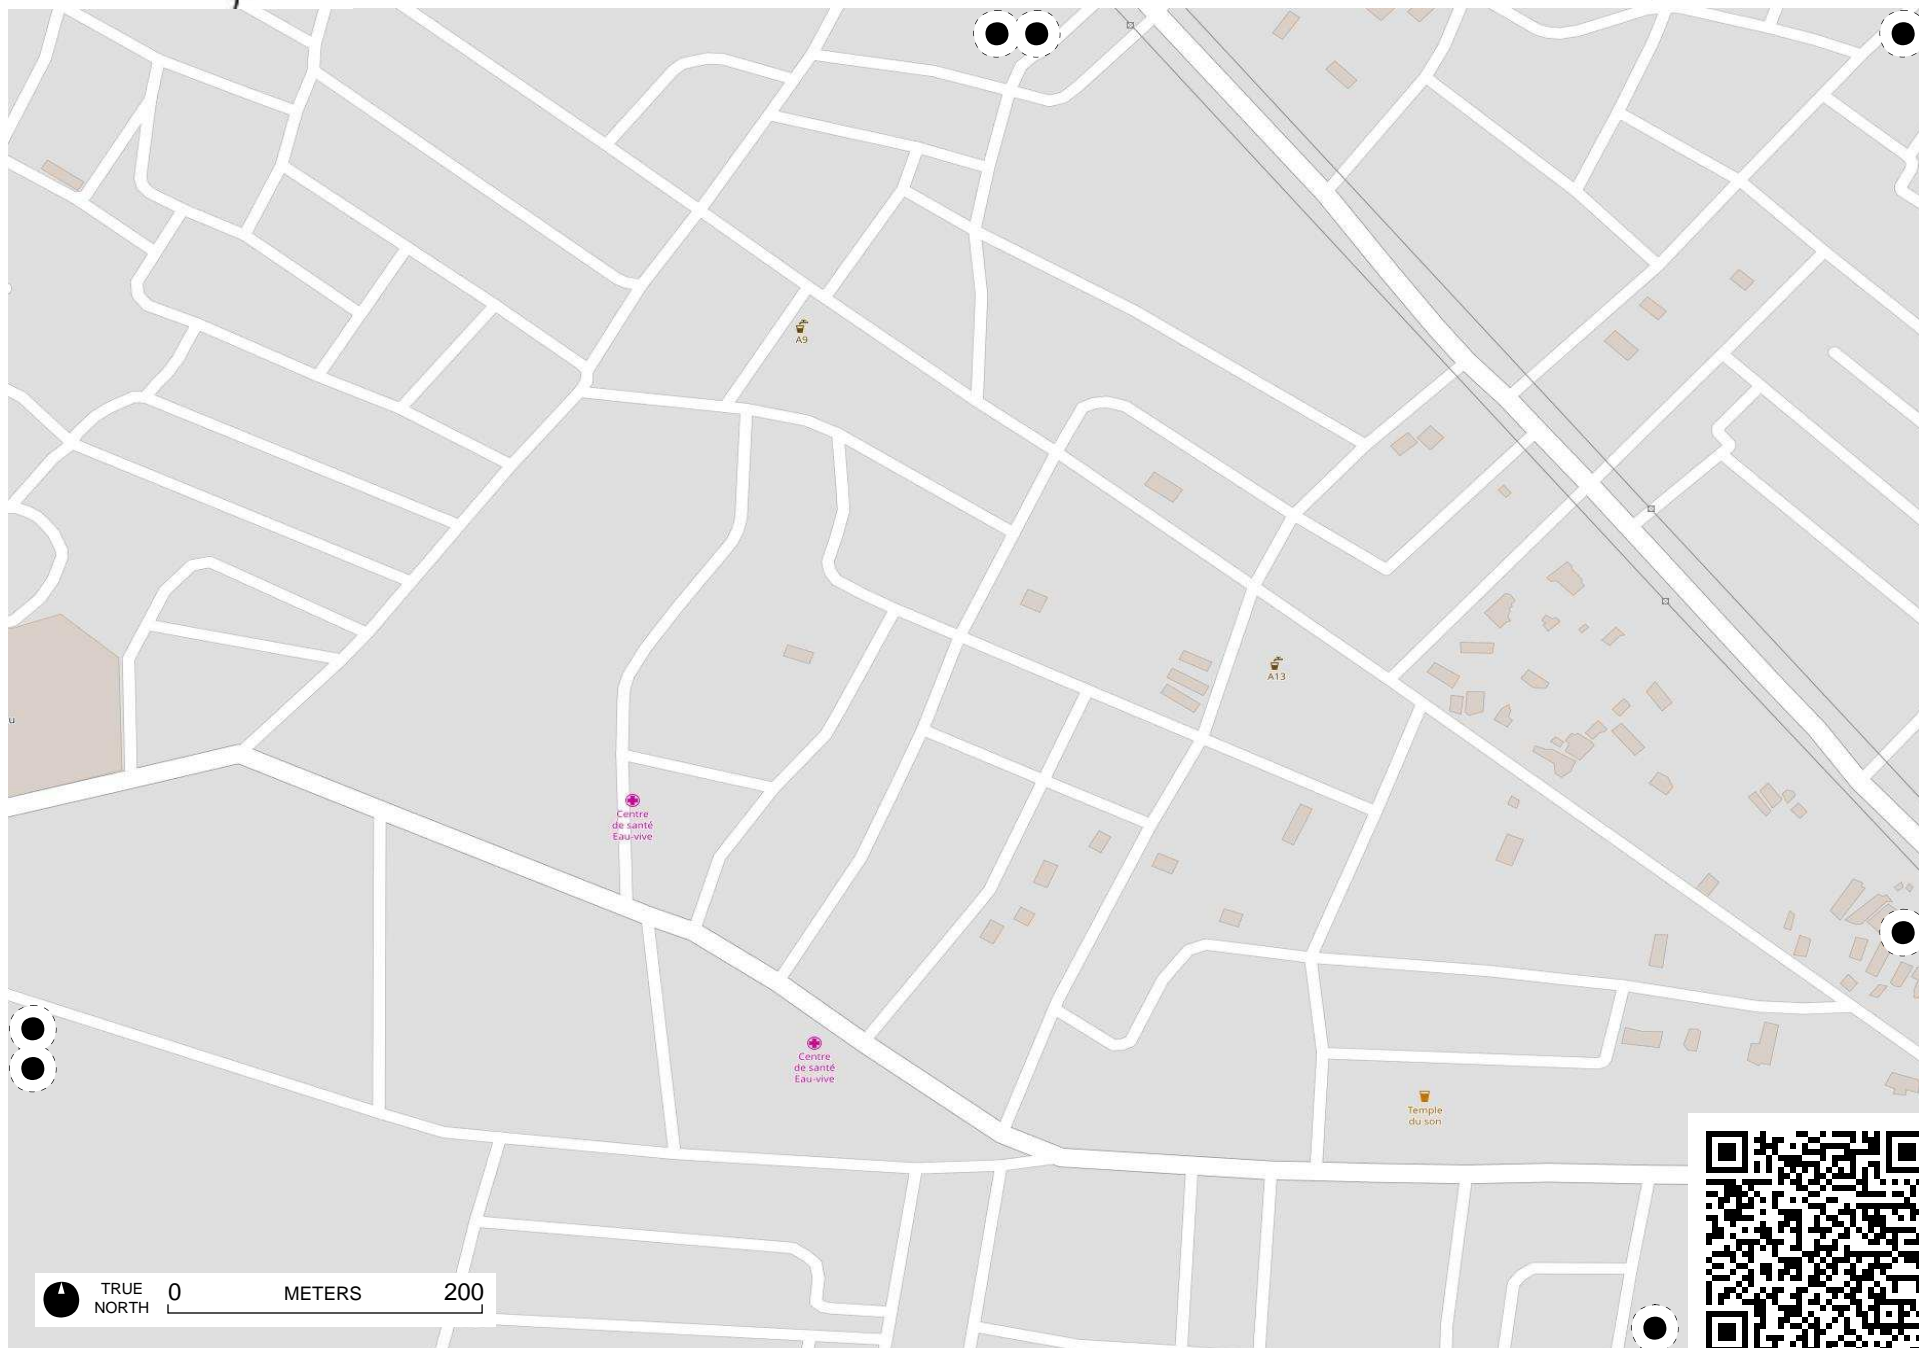 A9
A13
u
Centre
de santé
Eau-vive
Centre
de santé
Eau-vive
Temple
du son
TRUE
NORTH
0 METERS 200